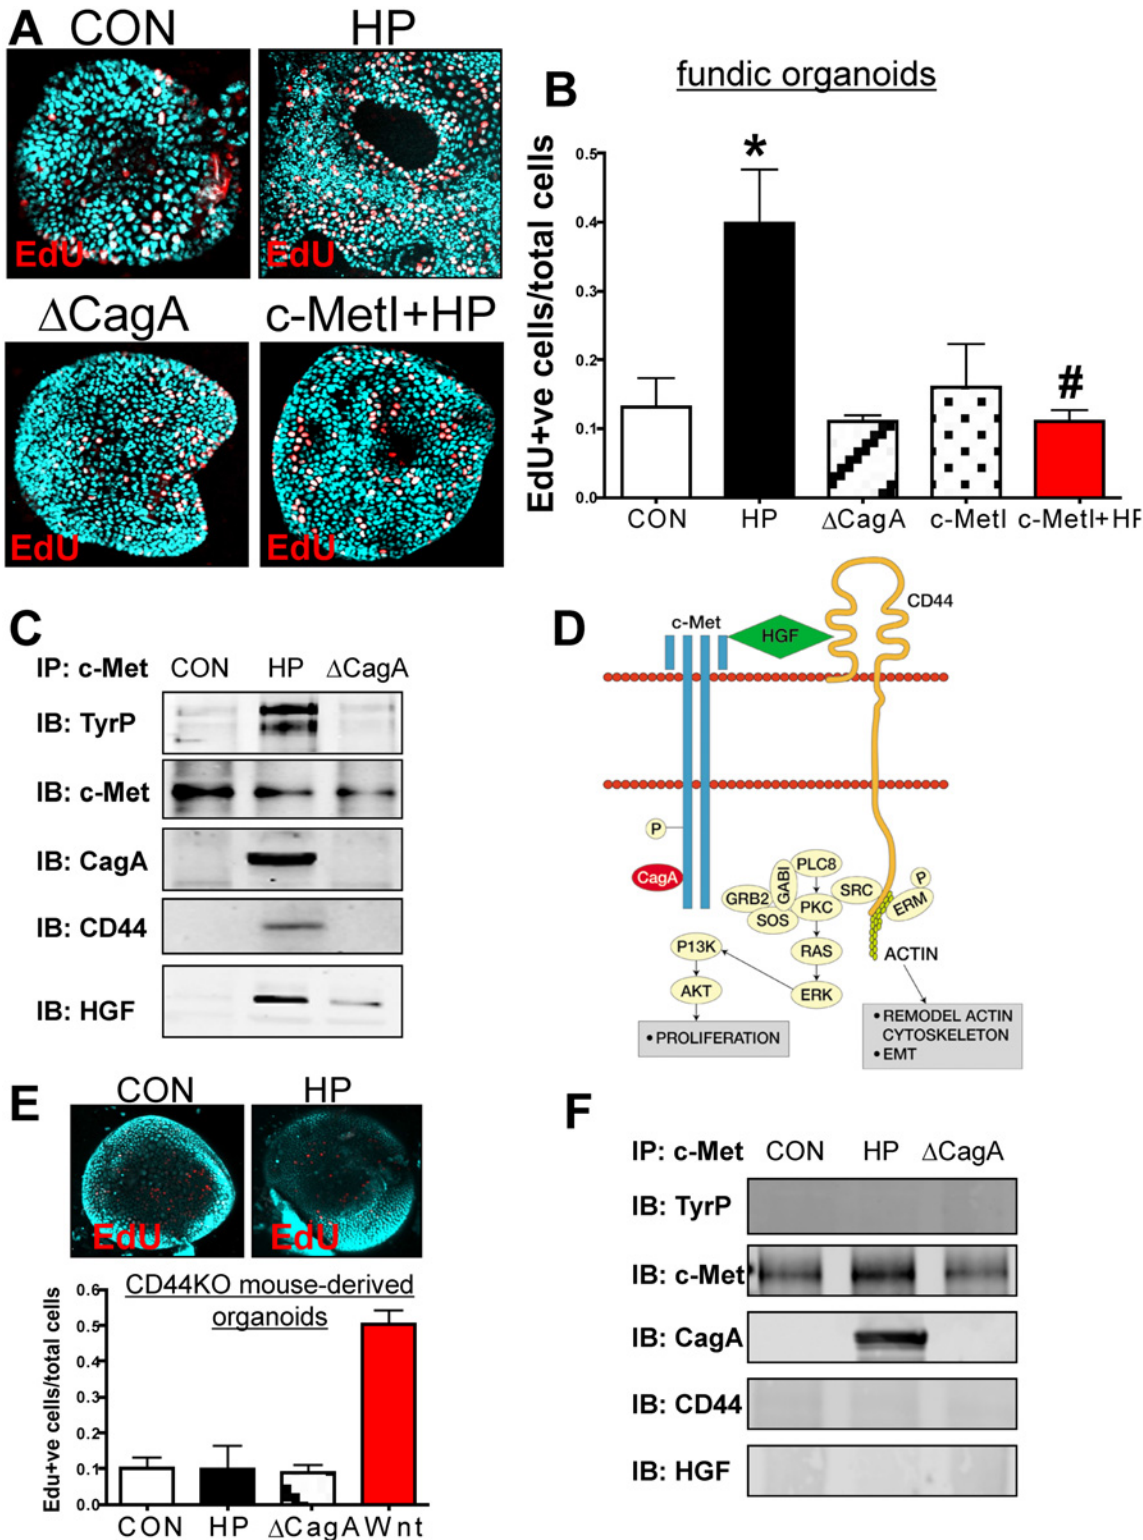 A
CON
HP
EdU
EdU
ΔCagA
c-MetI+HP
EdU
EdU
B
fundic organoids
EdU+ve cells/total cells
0.5
0.4
0.3
0.2
0.1
0.0
*
#
CON HP ΔCagA c-MetI c-MetI+HP
C
IP: c-Met CON HP ΔCagA
IB: TyrP
IB: c-Met
IB: CagA
IB: CD44
IB: HGF
D
c-Met
HGF
CD44
P
CagA
GRB2
GABI
SOS
PLC8
PKC
SRC
P
ERM
P13K
RAS
ACTIN
AKT
ERK
• PROLIFERATION
• REMODEL ACTIN
CYTOSKELETON
• EMT
E
CON
HP
EdU
EdU
CD44KO mouse-derived
organoids
Edu+ve cells/total cells
0.6
0.5
0.4
0.3
0.2
0.1
0.0
CON HP ΔCagA Wnt
F
IP: c-Met CON HP ΔCagA
IB: TyrP
IB: c-Met
IB: CagA
IB: CD44
IB: HGF